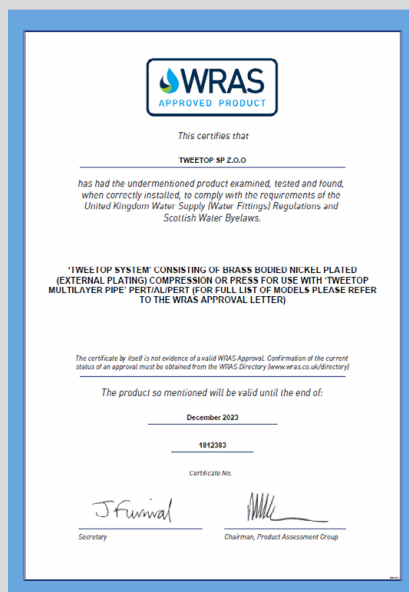 WRAS
APPROVED PRODUCT
This certifies that
TWEETOP SP Z.O.O
has had the undermentioned product examined, tested and found,
when correctly installed, to comply with the requirements of the
United Kingdom Water Supply (Water Fittings) Regulations and
Scottish Water Byelaws.
'TWEETOP SYSTEM' CONSISTING OF BRASS BODIED NICKEL PLATED
(EXTERNAL PLATING) COMPRESSION OR PRESS FOR USE WITH 'TWEETOP
MULTILAYER PIPE' PERT/AL/PERT (FOR FULL LIST OF MODELS PLEASE REFER
TO THE WRAS APPROVAL LETTER)
The certificate by itself is not evidence of a valid WRAS Approval. Confirmation of the current
status of an approval must be obtained from the WRAS Directory (www.wras.co.uk/directory)
The product so mentioned will be valid until the end of:
December 2023
1812383
Certificate No.
J Furnival
Secretary
Chairman, Product Assessment Group